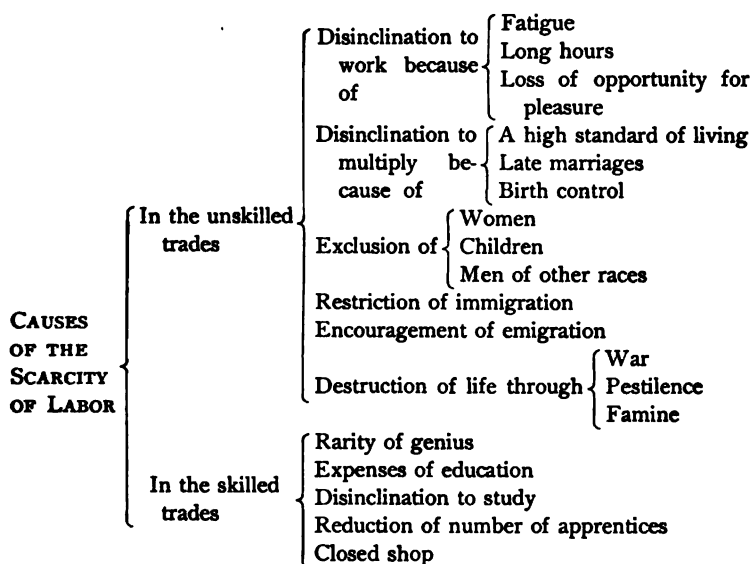 CAUSES
OF THE
SCARCITY
OF LABOR
In the unskilled
trades
Disinclination to
work because
of
Fatigue
Long hours
Loss of opportunity for
pleasure
Disinclination to
multiply be-
cause of
A high standard of living
Late marriages
Birth control
Exclusion of
Women
Children
Men of other races
Restriction of immigration
Encouragement of emigration
Destruction of life through
War
Pestilence
Famine
In the skilled
trades
Rarity of genius
Expenses of education
Disinclination to study
Reduction of number of apprentices
Closed shop